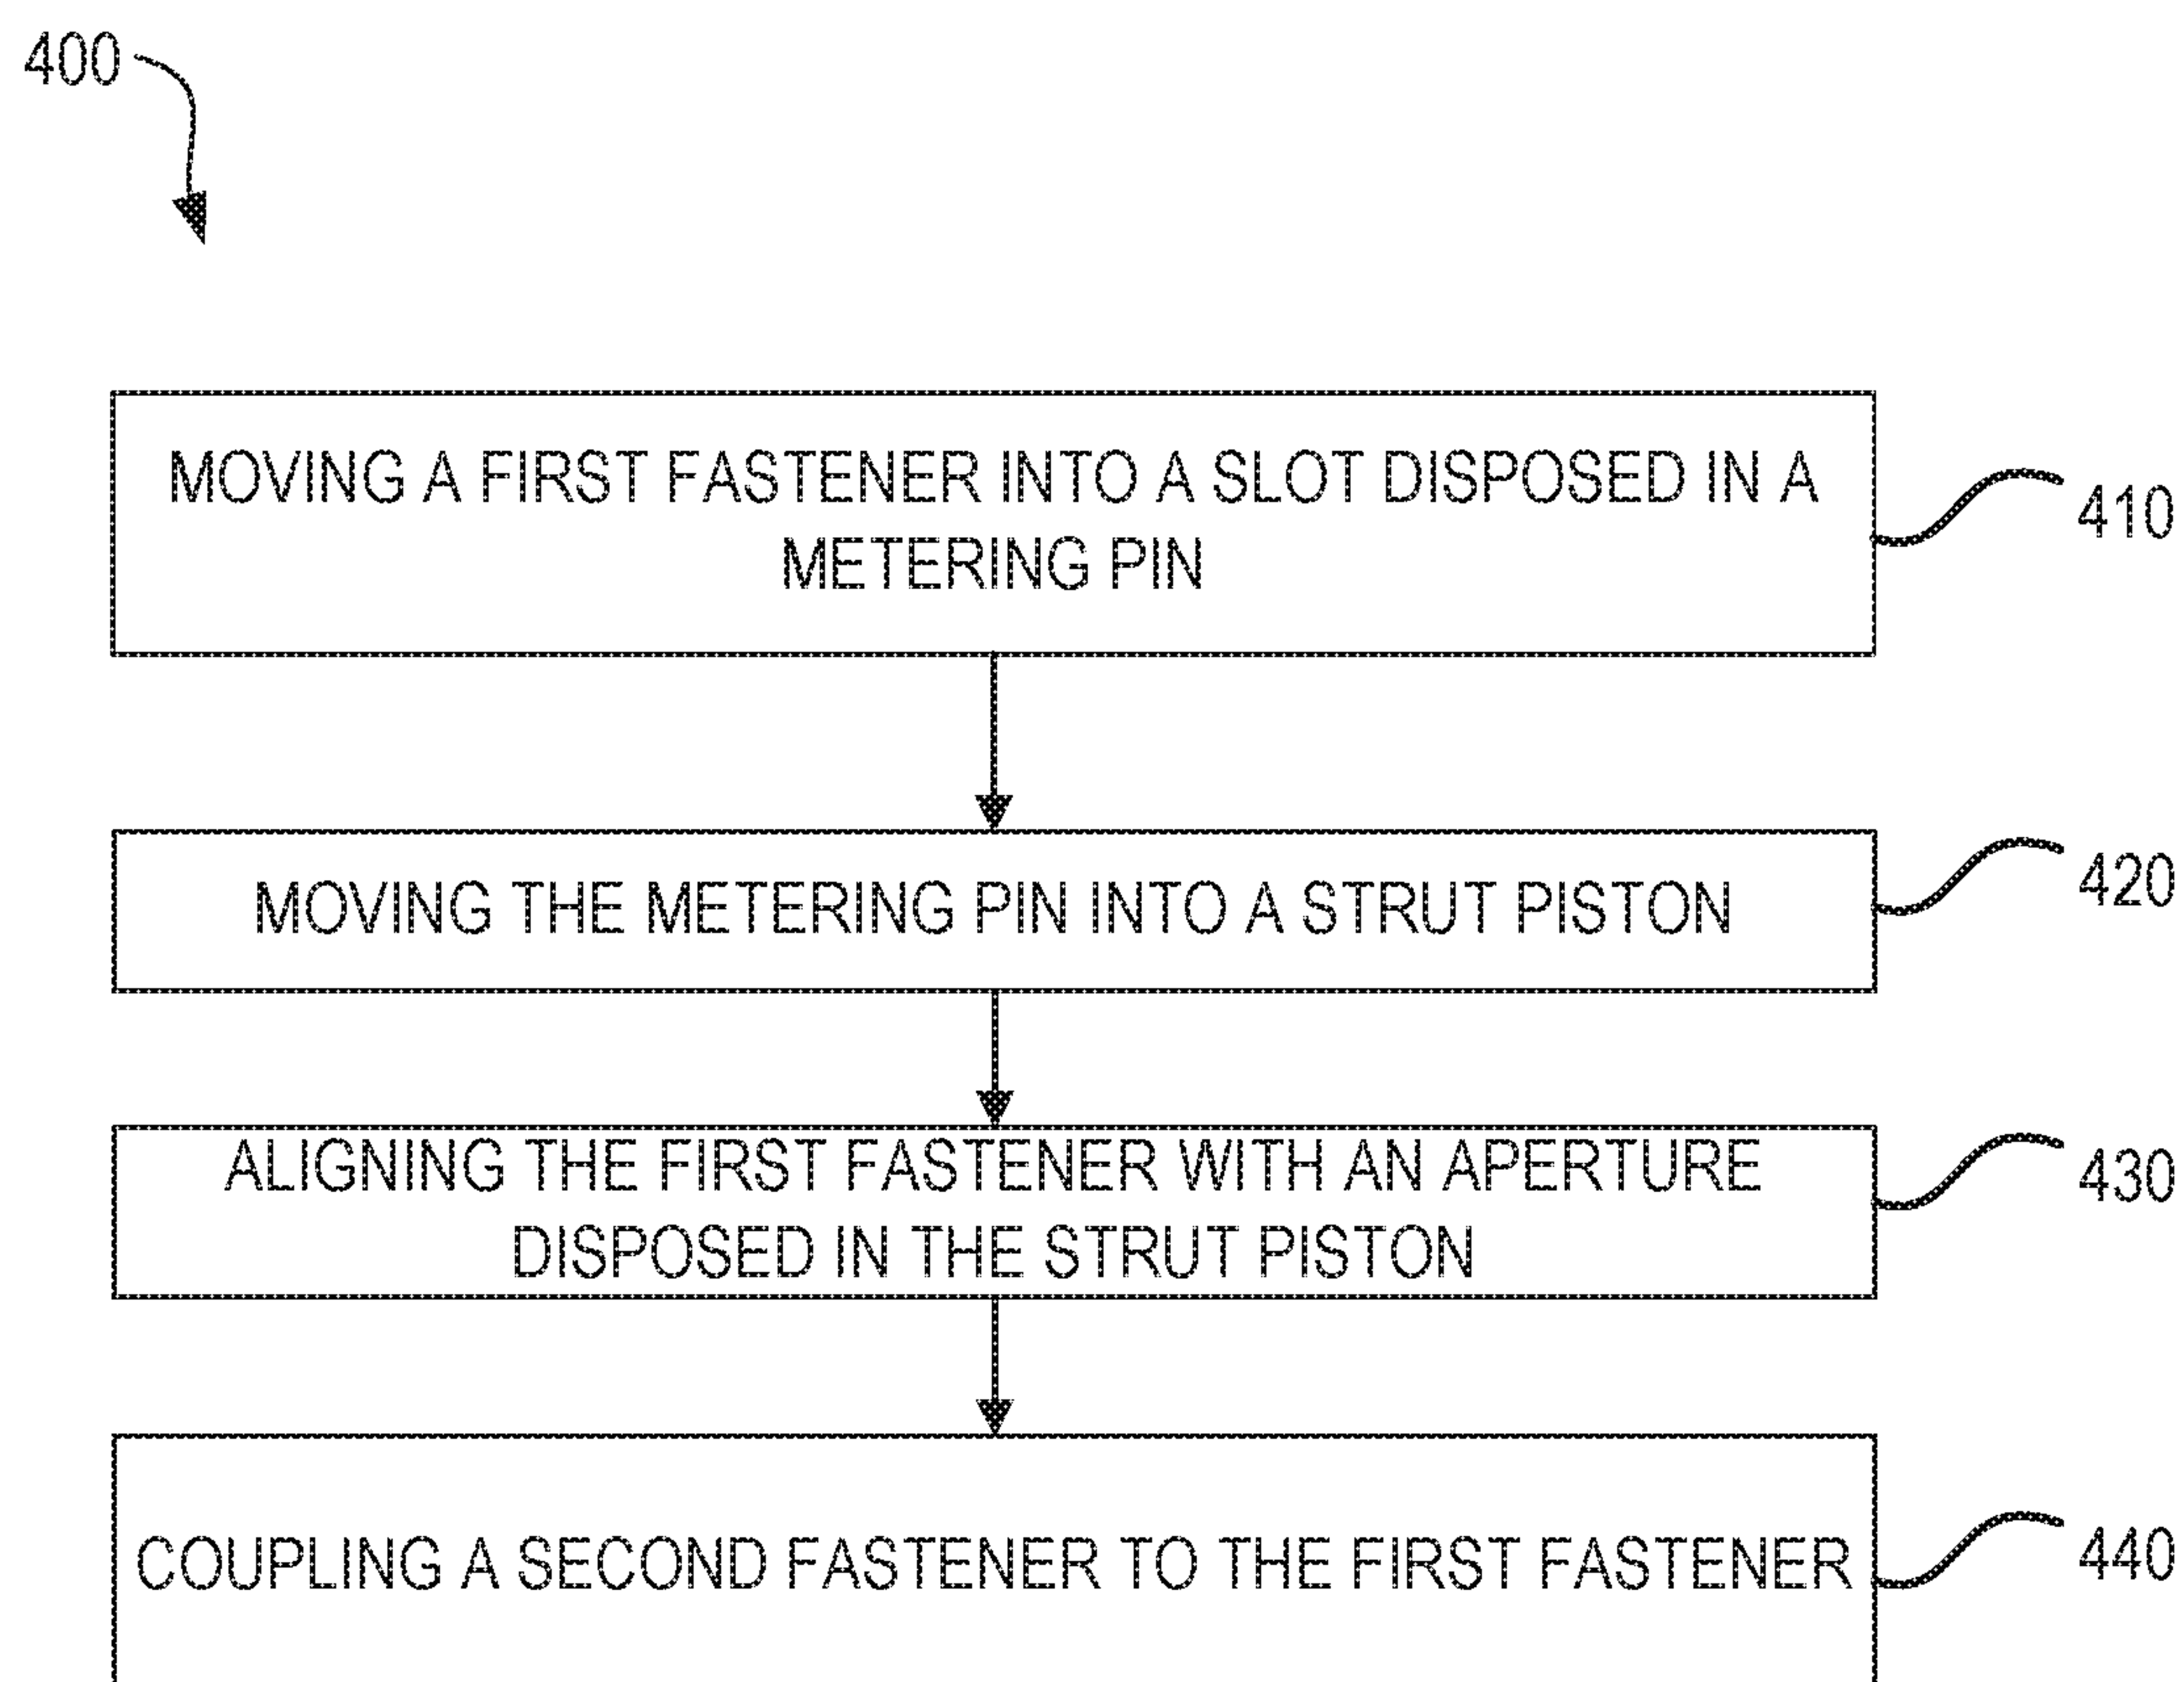 400
MOVING A FIRST FASTENER INTO A SLOT DISPOSED IN A
METERING PIN
410
MOVING THE METERING PIN INTO A STRUT PISTON
420
ALIGNING THE FIRST FASTENER WITH AN APERTURE
DISPOSED IN THE STRUT PISTON
430
COUPLING A SECOND FASTENER TO THE FIRST FASTENER
440